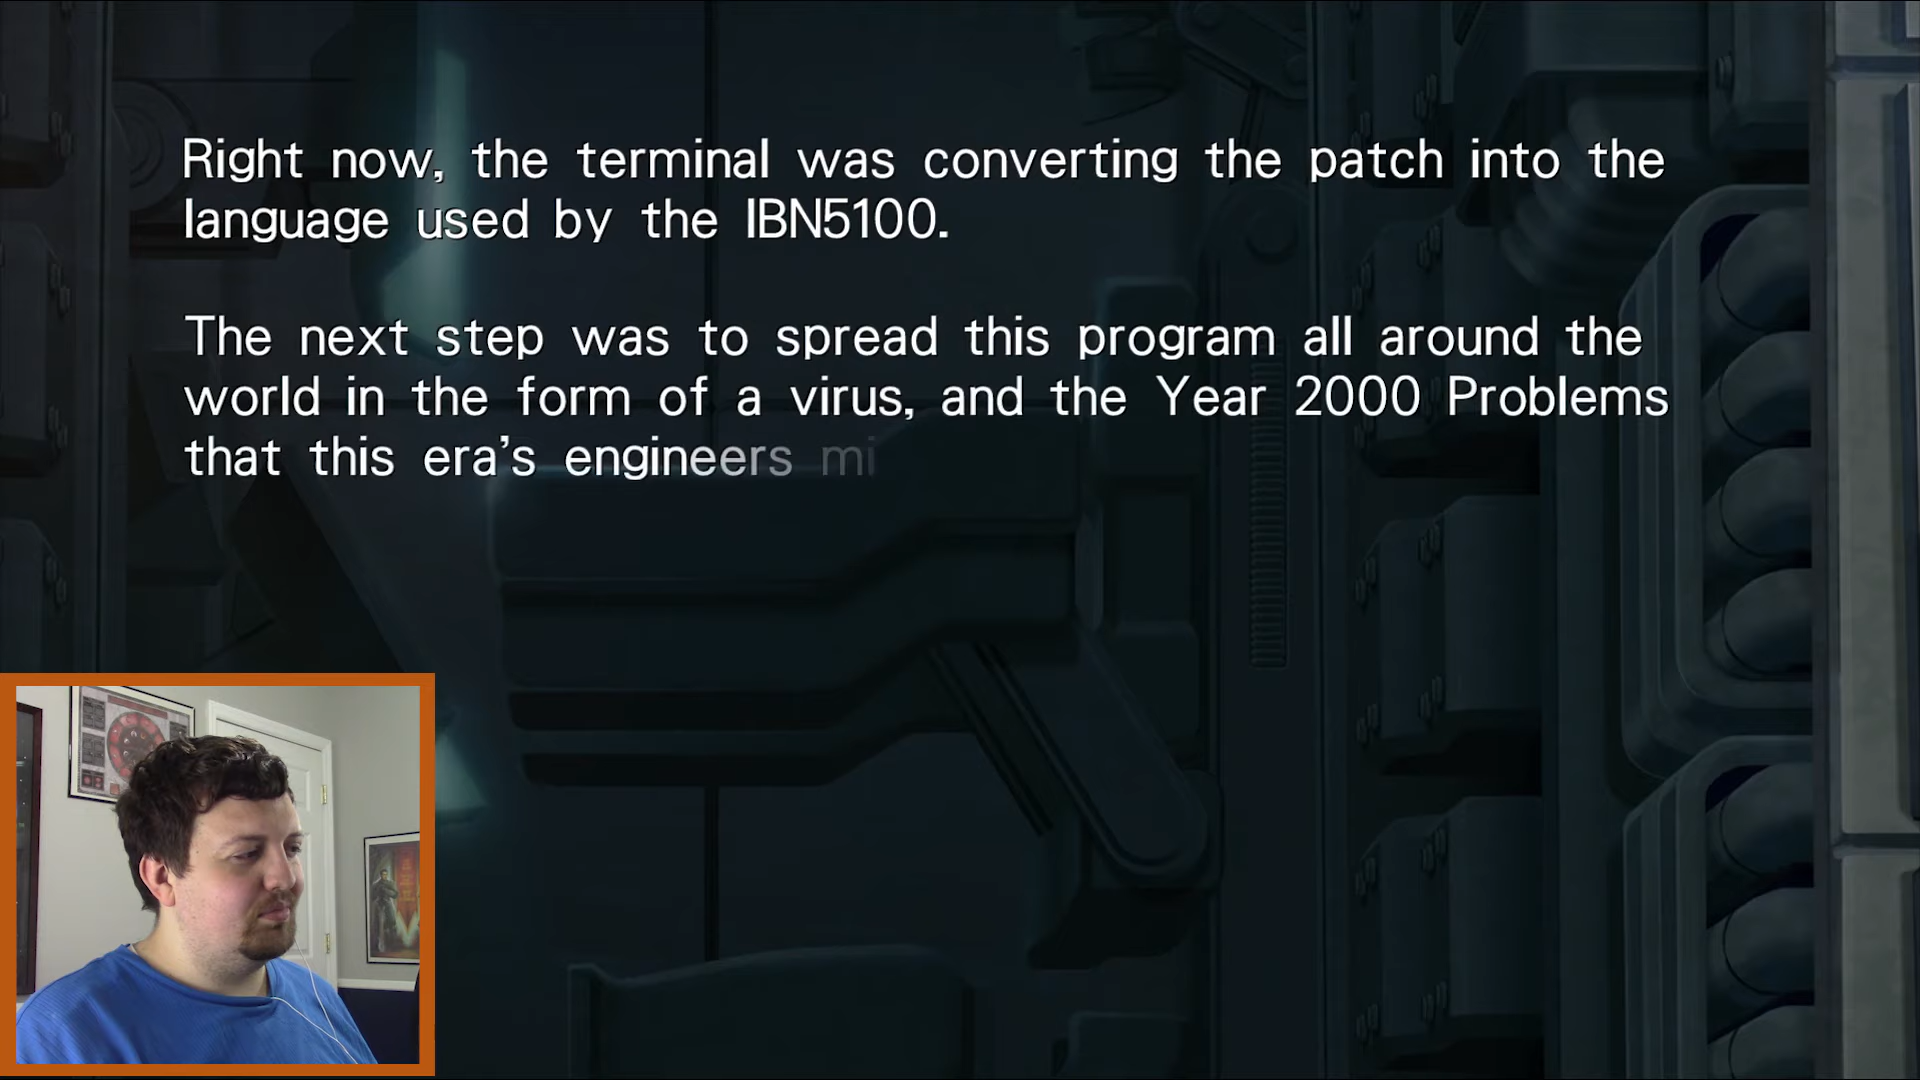 Right now, the terminal was converting the patch into the
language used by the IBN5100.
The next step was to spread this program all around the
world in the form of a virus, and the Year 2000 Problems
that this era’s engineers mi